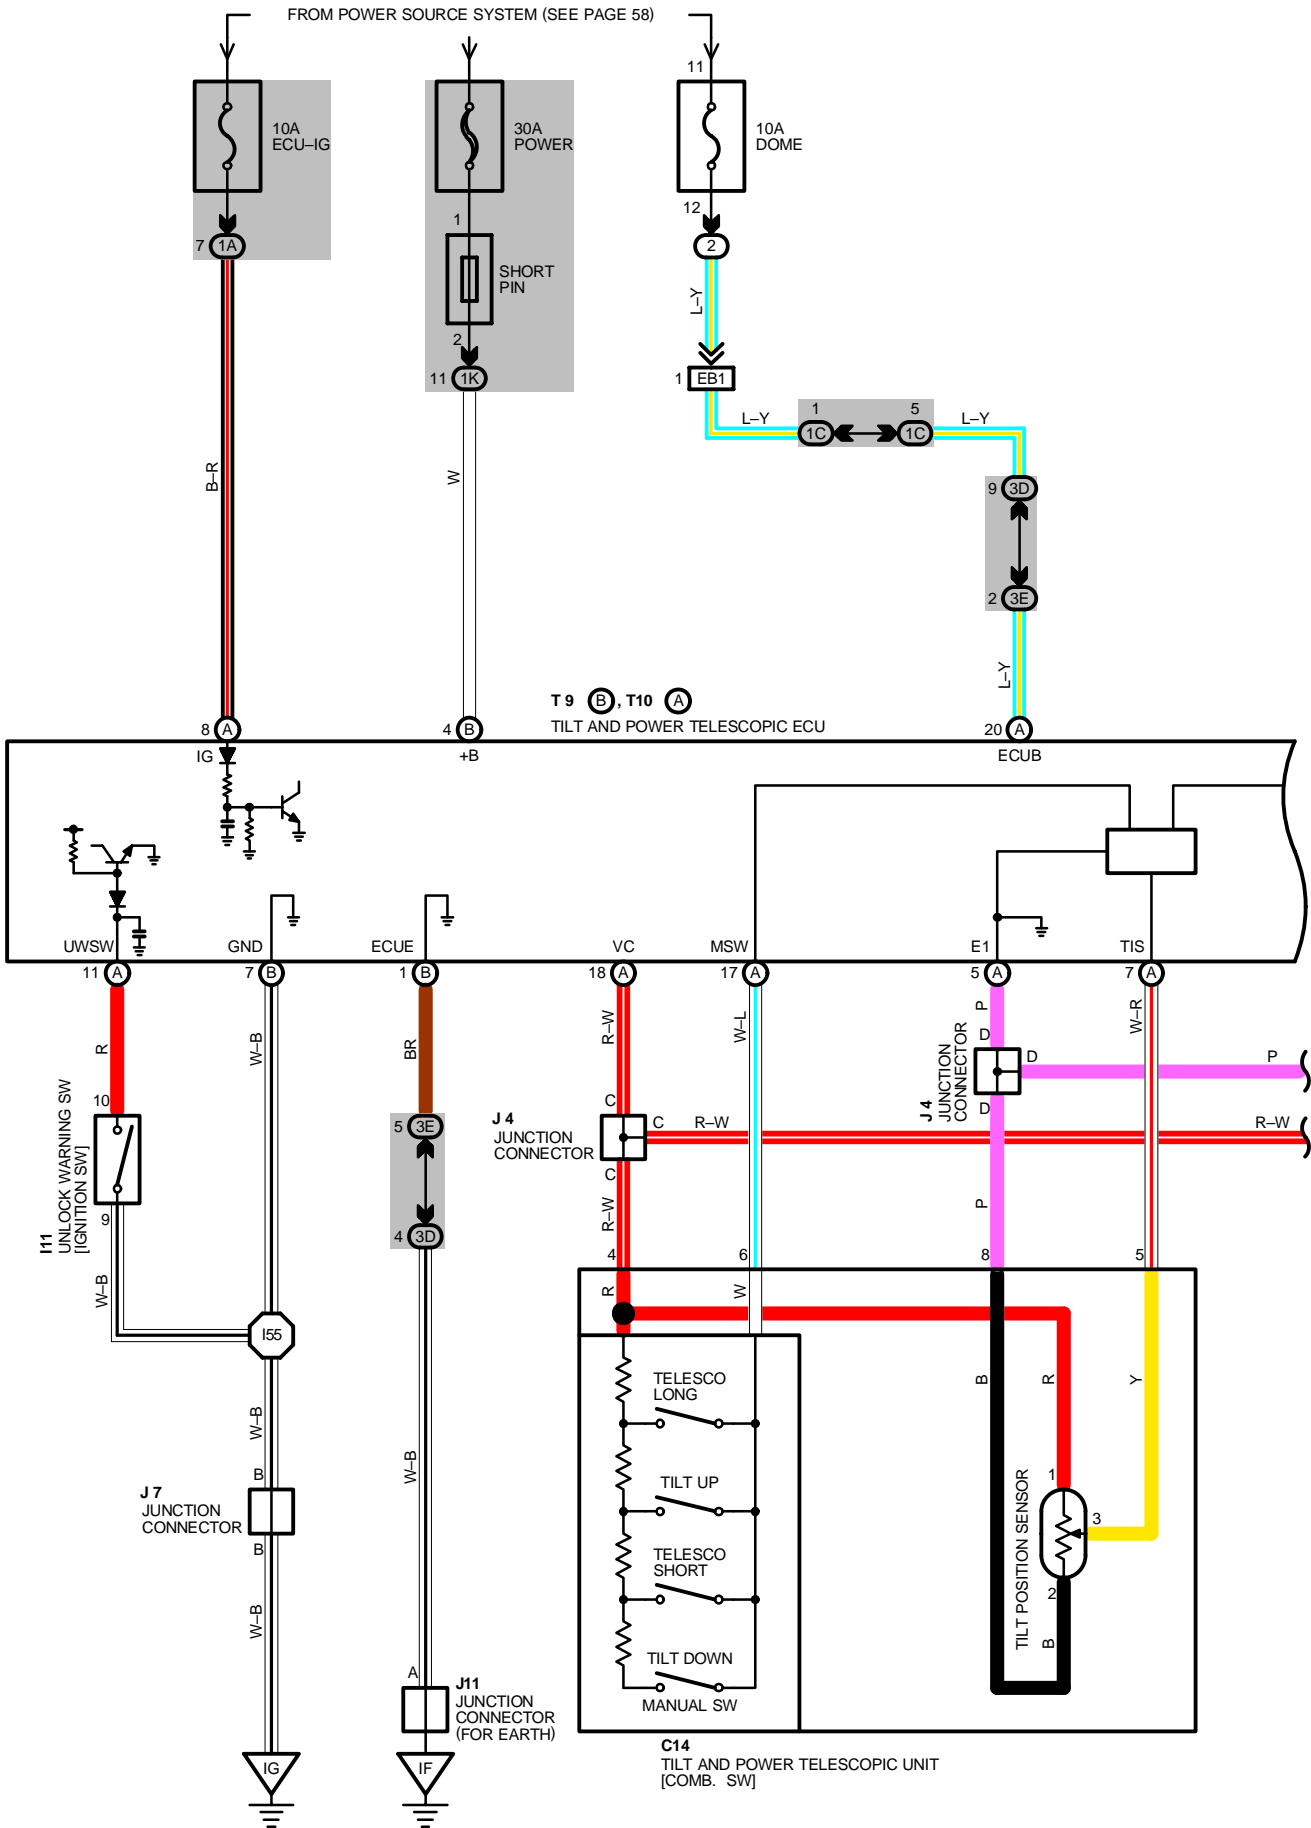 FROM POWER SOURCE SYSTEM (SEE PAGE 58)
11
10A
ECU–IG
30A
POWER
10A
DOME
12
1
7 1A
2
SHORT
PIN
L–Y
2
11 1K
1 EB1
1 5
L–Y
L–Y
1C 1C
B–R
W
9 3D
2 3E
L–Y
T 9 B , T10 A
TILT AND POWER TELESCOPIC ECU
8 A
4 B
20 A
IG
+B
ECUB
UWSW
GND
ECUE
VC
MSW
E1
TIS
11 A
7 B
1 B
18 A
17 A
5 A
7 A
R
W–B
BR
R–W
W–L
P
W–R
D
D
P
J 4
JUNCTION
CONNECTOR
D
10
5 3E
C
C
R–W
R–W
J 4
JUNCTION
CONNECTOR
C
I11
UNLOCK WARNING SW
[IGNITION SW]
9
4 3D
R–W
P
W–B
4
6
8
5
R
W
I55
TELESCO
LONG
B
R
Y
W–B
W–B
TILT UP
B
J 7
JUNCTION
CONNECTOR
TILT POSITION SENSOR
1
3
2
B
B
TELESCO
SHORT
W–B
TILT DOWN
MANUAL SW
A
J11
JUNCTION
CONNECTOR
(FOR EARTH)
C14
TILT AND POWER TELESCOPIC UNIT
[COMB. SW]
IG
IF